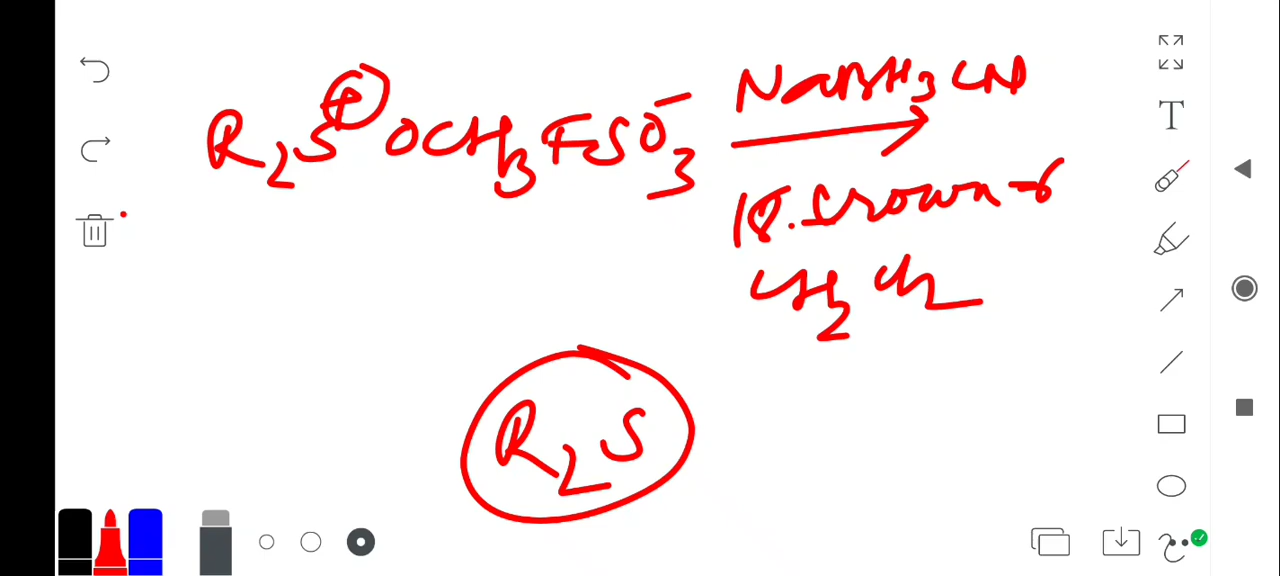 R₂S⊕OCH₃FSO₃⁻ NaBH₃CN
18.Crown-6
CH₂Cl₂
R₂S
T